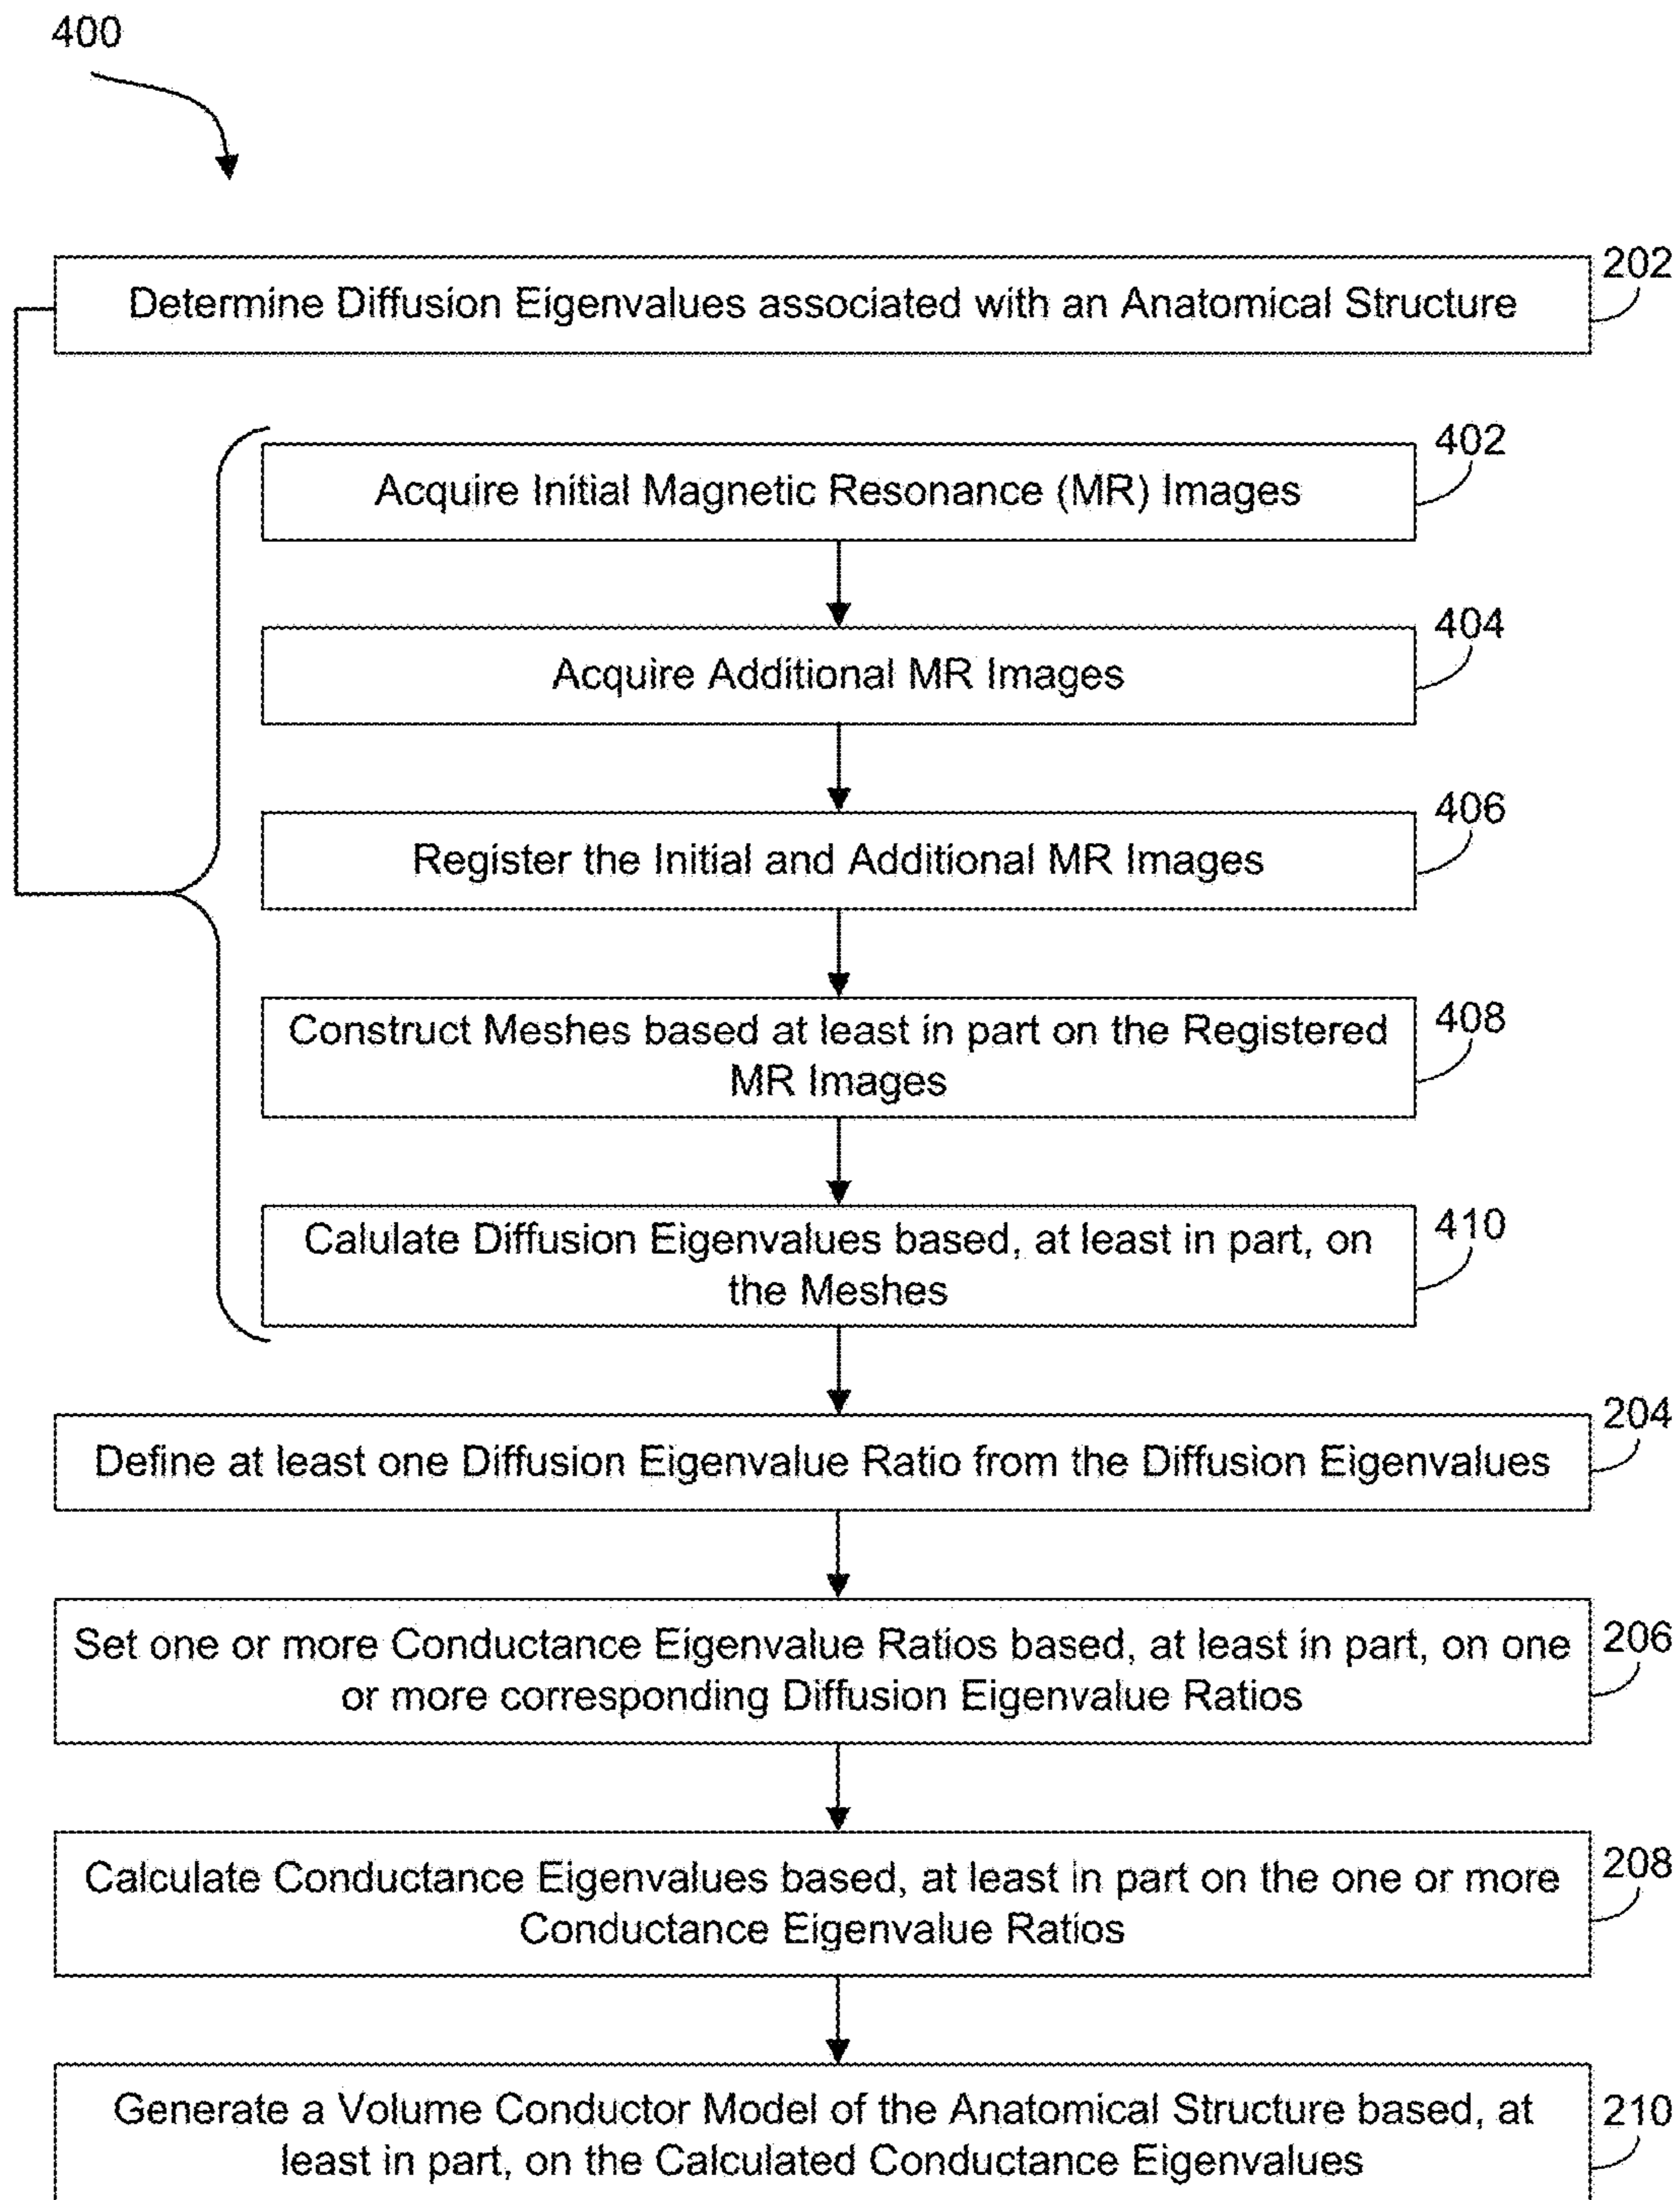 400
202
Determine Diffusion Eigenvalues associated with an Anatomical Structure
402
Acquire Initial Magnetic Resonance (MR) Images
404
Acquire Additional MR Images
406
Register the Initial and Additional MR Images
408
Construct Meshes based at least in part on the Registered
MR Images
410
Calulate Diffusion Eigenvalues based, at least in part, on
the Meshes
204
Define at least one Diffusion Eigenvalue Ratio from the Diffusion Eigenvalues
206
Set one or more Conductance Eigenvalue Ratios based, at least in part, on one
or more corresponding Diffusion Eigenvalue Ratios
208
Calculate Conductance Eigenvalues based, at least in part on the one or more
Conductance Eigenvalue Ratios
210
Generate a Volume Conductor Model of the Anatomical Structure based, at
least in part, on the Calculated Conductance Eigenvalues